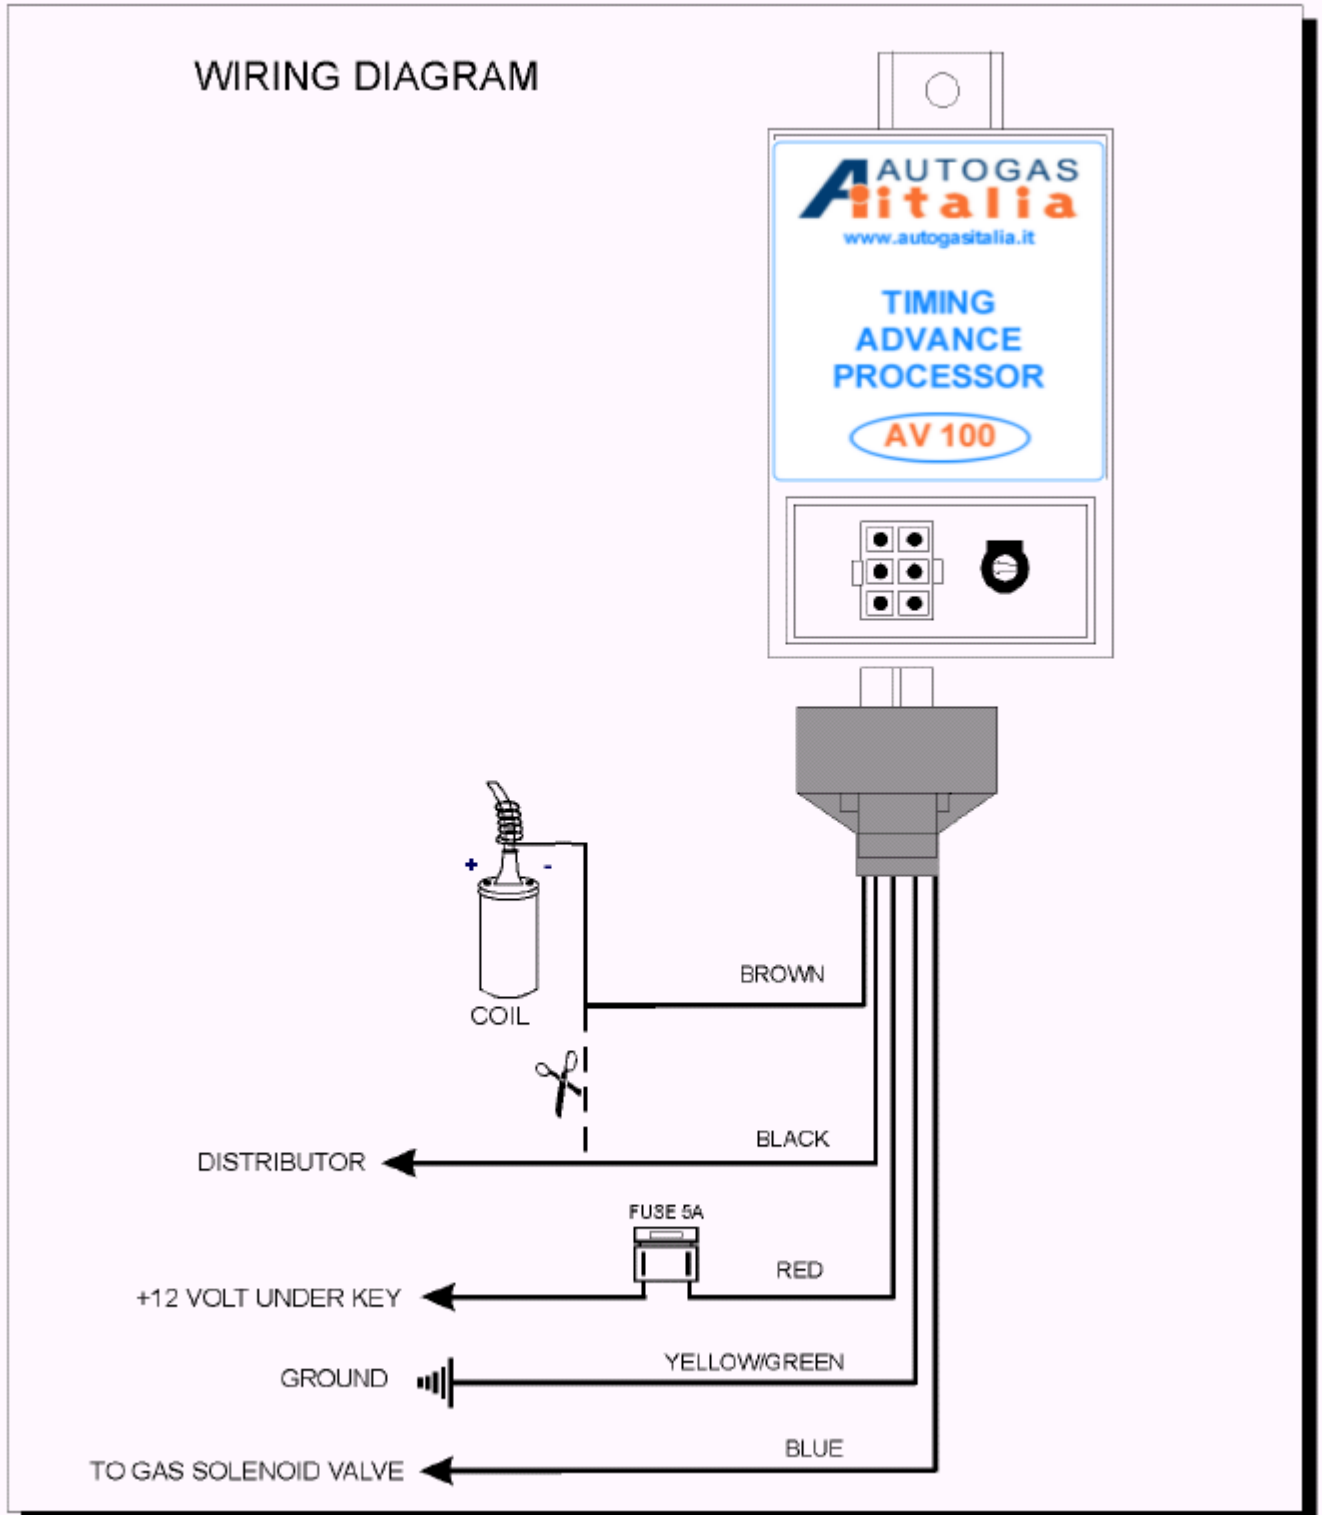 WIRING DIAGRAM
AUTOGAS
italia
www.autogasitalia.it
TIMING
ADVANCE
PROCESSOR
AV 100
+ -
BROWN
COIL
BLACK
DISTRIBUTOR
FUSE 5A
RED
+12 VOLT UNDER KEY
YELLOW/GREEN
GROUND
BLUE
TO GAS SOLENOID VALVE